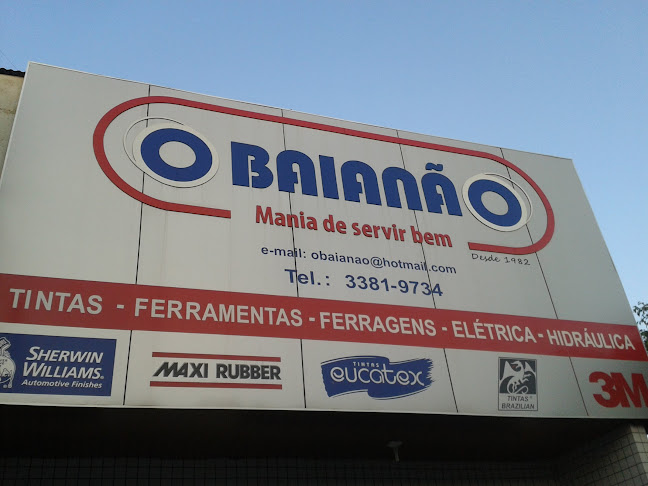 O BAIANÃO
Mania de servir bem
Desde 1982
e-mail: obaianao@hotmail.com
Tel.: 3381-9734
TINTAS - FERRAMENTAS - FERRAGENS - ELÉTRICA - HIDRÁULICA
SHERWIN
WILLIAMS.
Automotive Finishes
MAXI RUBBER
TINTAS
eucatex
TINTAS
BRAZILIAN
3M